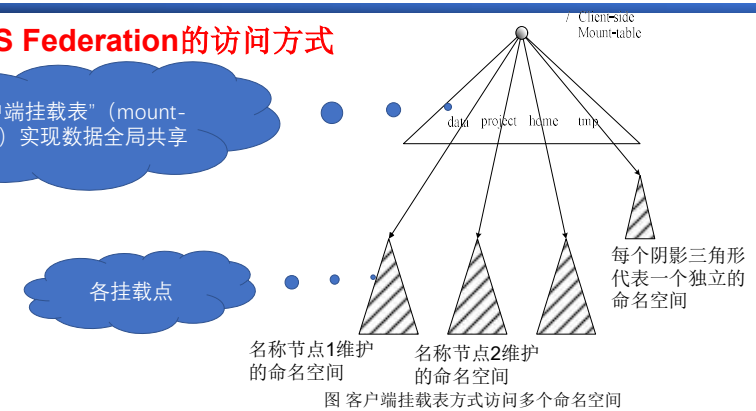 S Federation的访问方式
/ Client-side
Mount-table
端挂载表”（mount-
）实现数据全局共享
data project home tmp
各挂载点
每个阴影三角形
代表一个独立的
命名空间
名称节点1维护
的命名空间
名称节点2维护
的命名空间
图 客户端挂载表方式访问多个命名空间